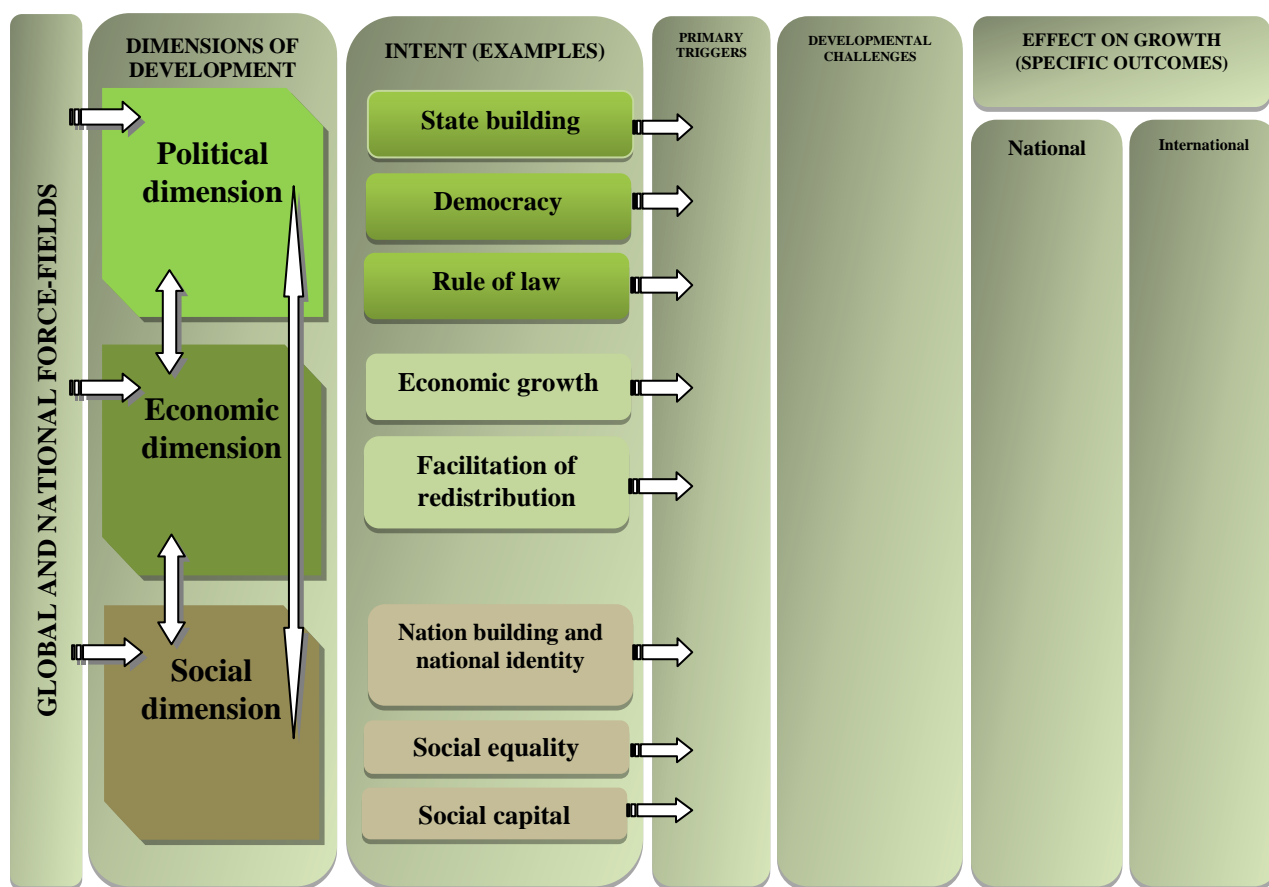 GLOBAL AND NATIONAL FORCE-FIELDS
DIMENSIONS OF
DEVELOPMENT
Political
dimension
Economic
dimension
Social
dimension
INTENT (EXAMPLES)
State building
Democracy
Rule of law
Economic growth
Facilitation of
redistribution
Nation building and
national identity
Social equality
Social capital
PRIMARY
TRIGGERS
DEVELOPMENTAL
CHALLENGES
EFFECT ON GROWTH
(SPECIFIC OUTCOMES)
National
International